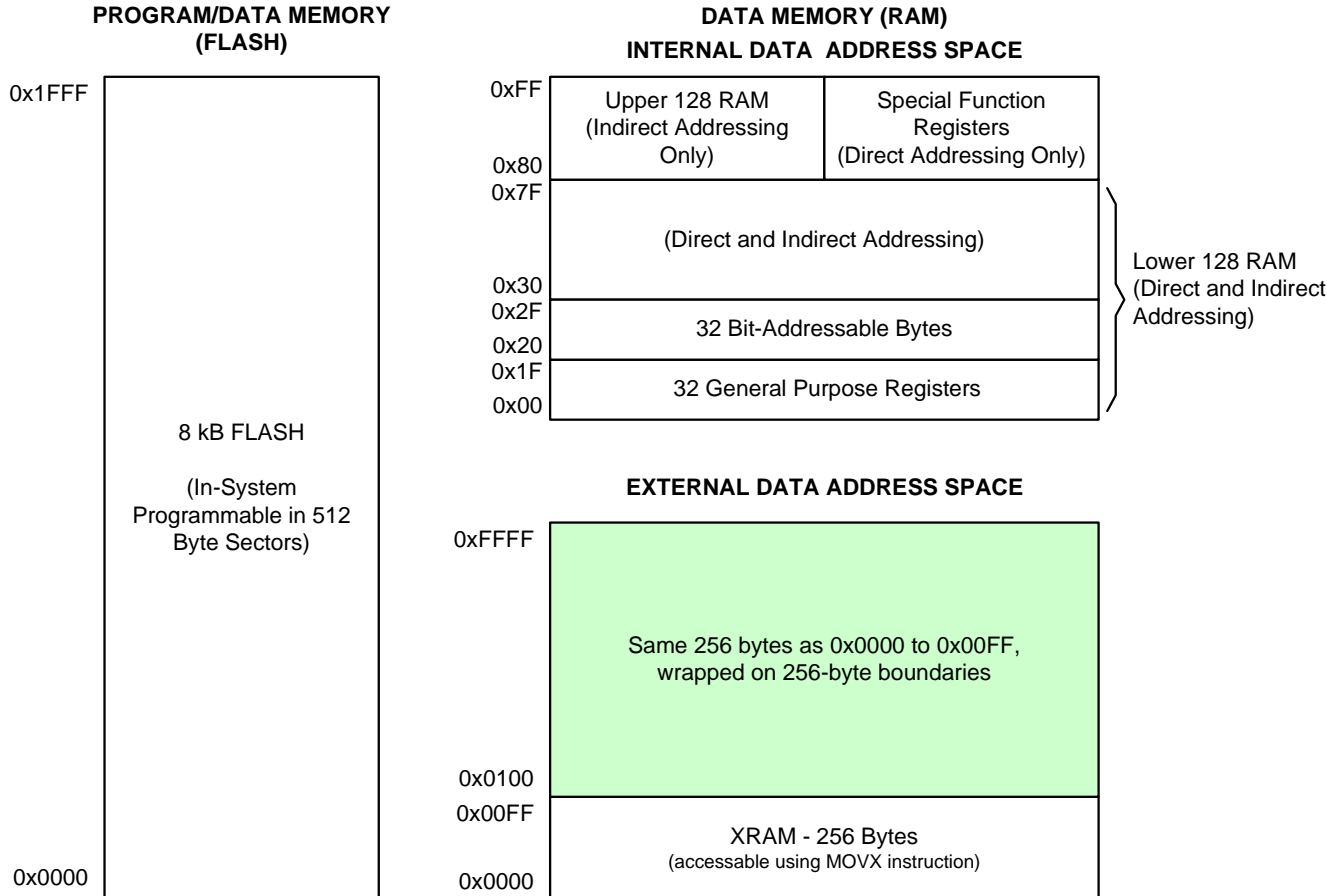 PROGRAM/DATA MEMORY
(FLASH)
0x1FFF
8 kB FLASH
(In-System
Programmable in 512
Byte Sectors)
0x0000
DATA MEMORY (RAM)
INTERNAL DATA ADDRESS SPACE
0xFF
Upper 128 RAM
(Indirect Addressing
Only)
Special Function
Registers
(Direct Addressing Only)
0x80
0x7F
(Direct and Indirect Addressing)
0x30
0x2F
32 Bit-Addressable Bytes
0x20
0x1F
32 General Purpose Registers
0x00
Lower 128 RAM
(Direct and Indirect
Addressing)
EXTERNAL DATA ADDRESS SPACE
0xFFFF
Same 256 bytes as 0x0000 to 0x00FF,
wrapped on 256-byte boundaries
0x0100
0x00FF
XRAM - 256 Bytes
(accessable using MOVX instruction)
0x0000